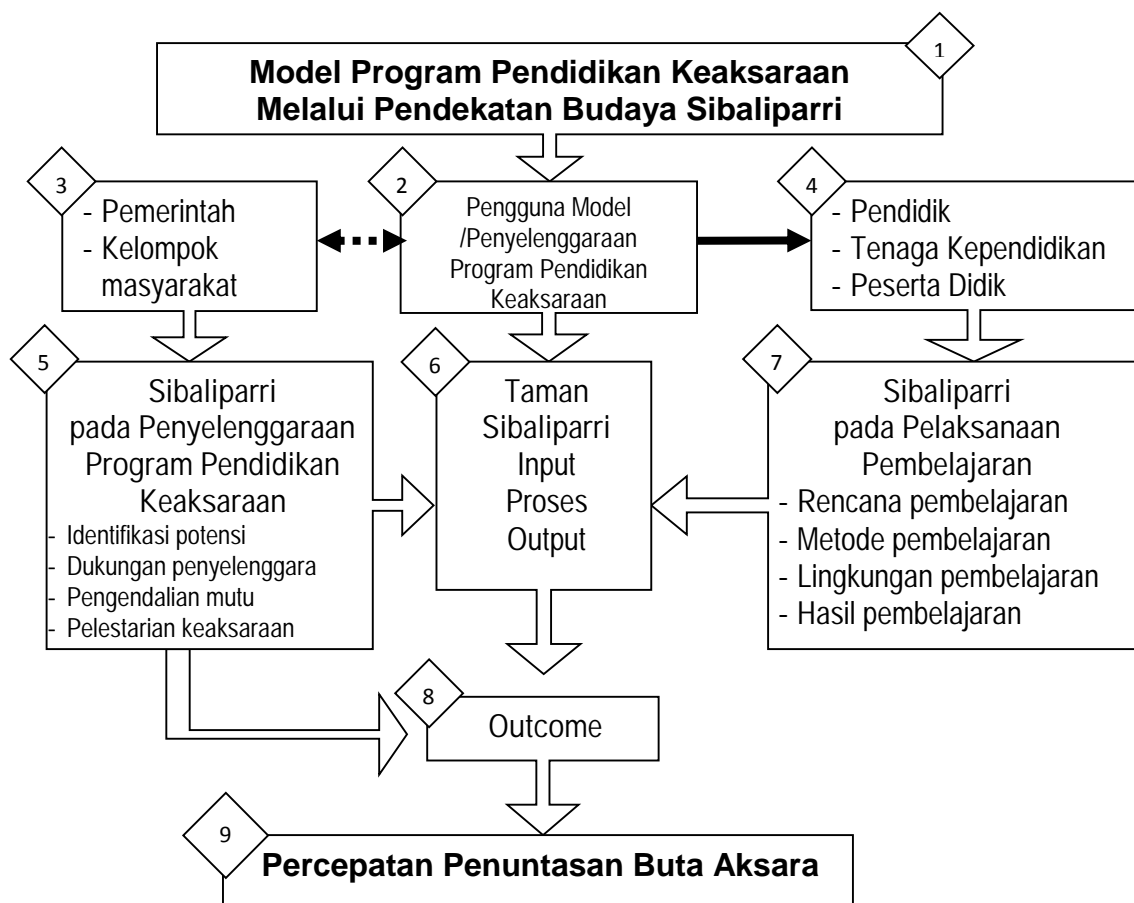 1
Model Program Pendidikan Keaksaraan
Melalui Pendekatan Budaya Sibaliparri
3
- Pemerintah
- Kelompok
masyarakat
2
Pengguna Model
/Penyelenggaraan
Program Pendidikan
Keaksaraan
4
- Pendidik
- Tenaga Kependidikan
- Peserta Didik
5
Sibaliparri
pada Penyelenggaraan
Program Pendidikan
Keaksaraan
- Identifikasi potensi
- Dukungan penyelenggara
- Pengendalian mutu
- Pelestarian keaksaraan
6
Taman
Sibaliparri
Input
Proses
Output
7
Sibaliparri
pada Pelaksanaan
Pembelajaran
- Rencana pembelajaran
- Metode pembelajaran
- Lingkungan pembelajaran
- Hasil pembelajaran
8
Outcome
9
Percepatan Penuntasan Buta Aksara